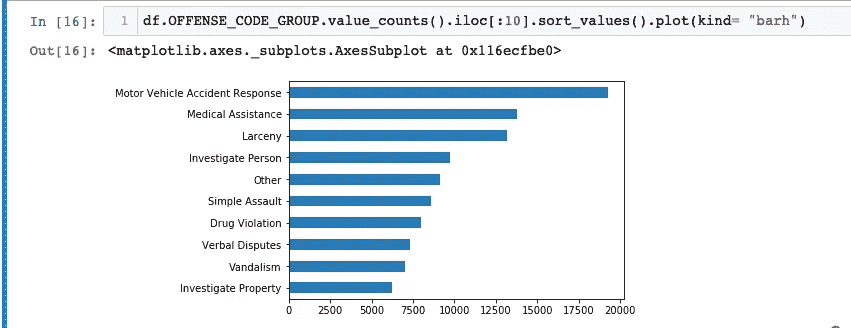 In [16]: 1 df.OFFENSE_CODE_GROUP.value_counts().iloc[:10].sort_values().plot(kind= "barh")
Out[16]: <matplotlib.axes._subplots.AxesSubplot at 0x116ecfbe0>
Motor Vehicle Accident Response
Medical Assistance
Larceny
Investigate Person
Other
Simple Assault
Drug Violation
Verbal Disputes
Vandalism
Investigate Property
0 2500 5000 7500 10000 12500 15000 17500 20000